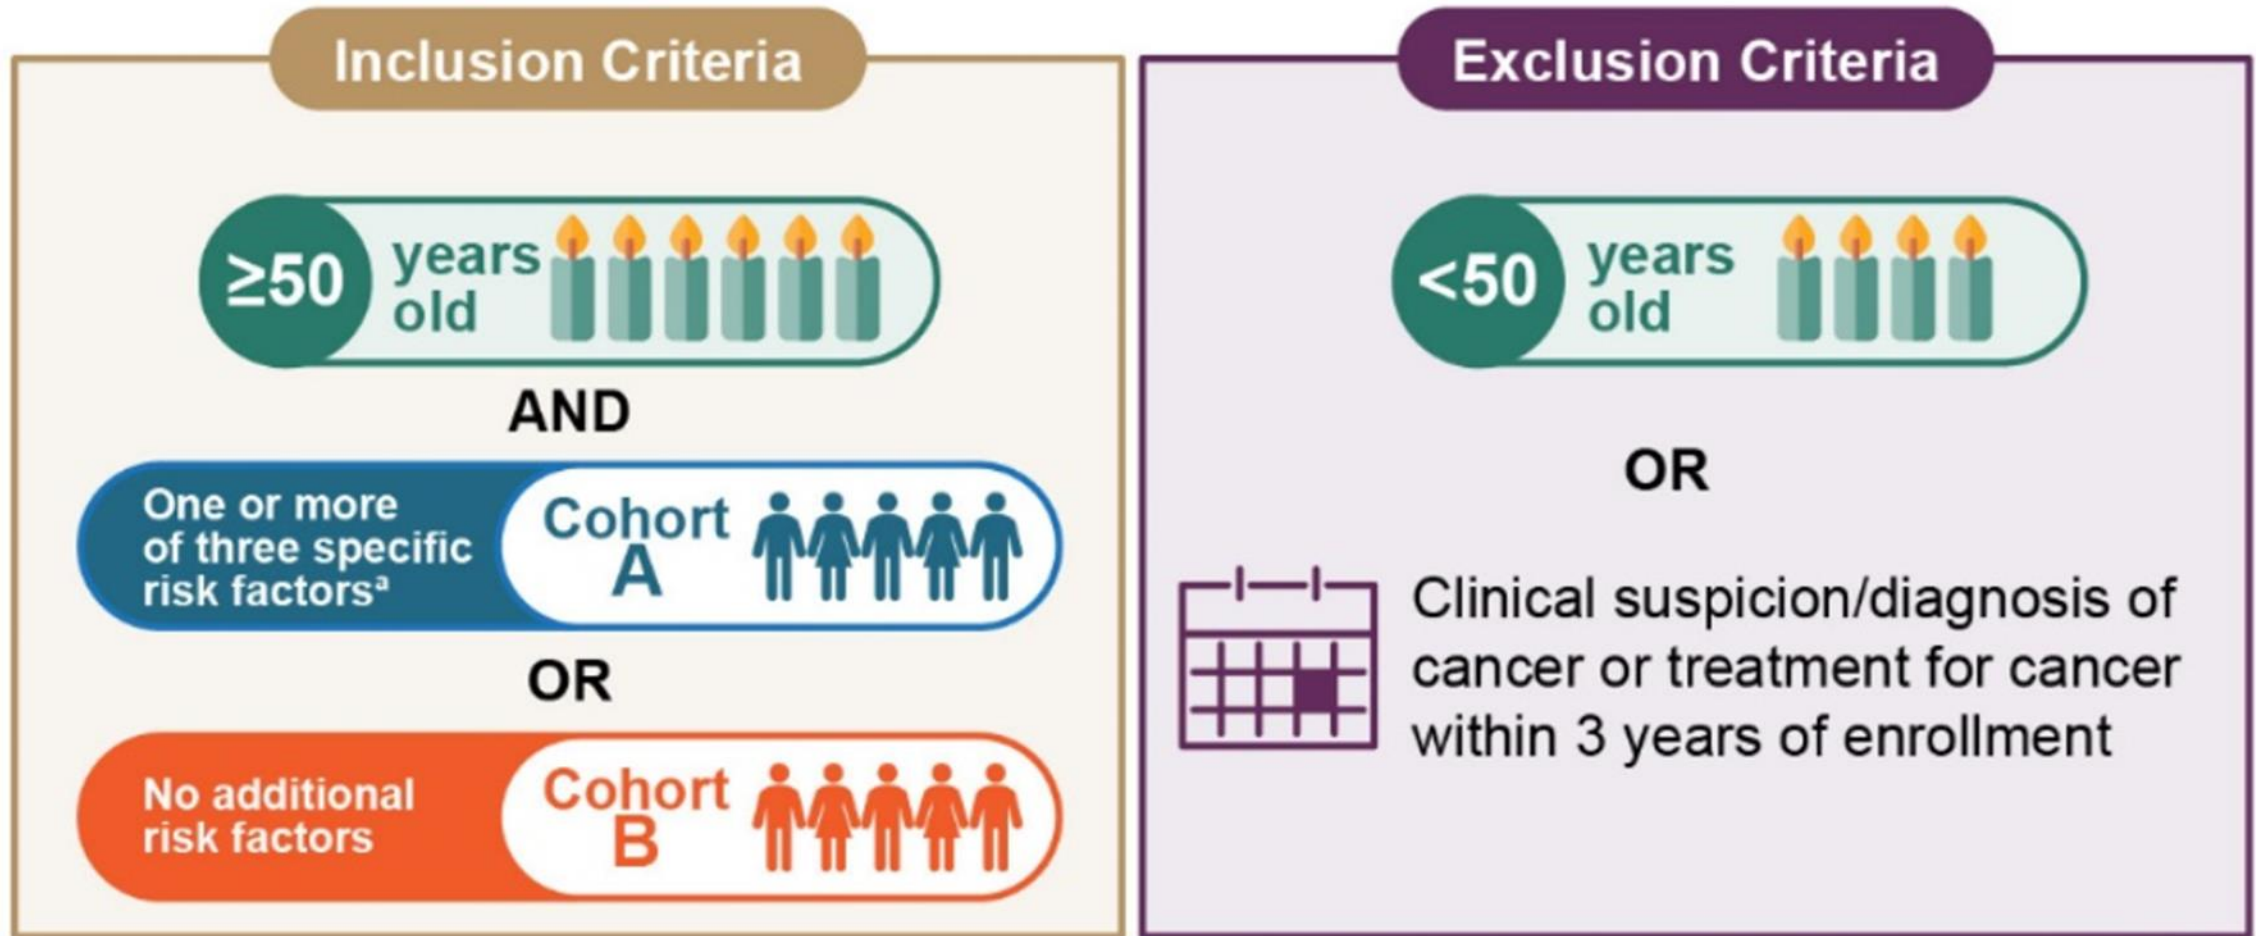 Inclusion Criteria
≥50
years
old
AND
One or more
of three specific
risk factorsᵃ
Cohort
A
OR
No additional
risk factors
Cohort
B
Exclusion Criteria
<50
years
old
OR
Clinical suspicion/diagnosis of
cancer or treatment for cancer
within 3 years of enrollment